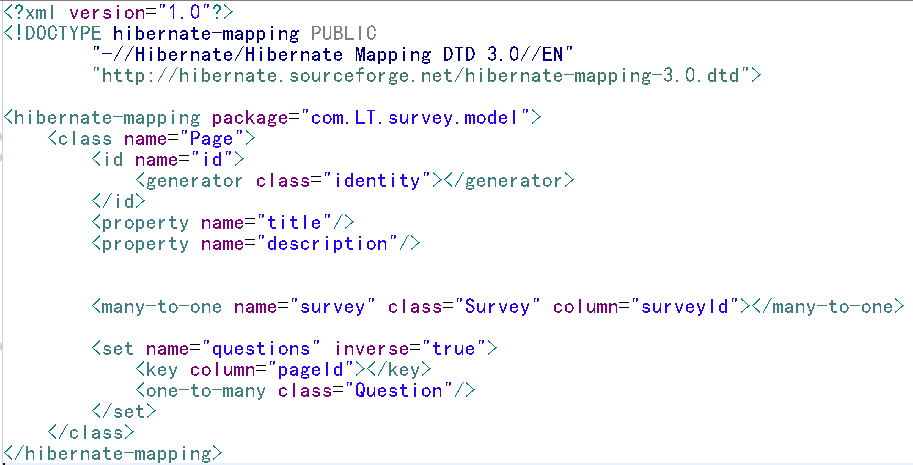 <?xml version="1.0"?>
<!DOCTYPE hibernate-mapping PUBLIC
        "-//Hibernate/Hibernate Mapping DTD 3.0//EN"
        "http://hibernate.sourceforge.net/hibernate-mapping-3.0.dtd">
<hibernate-mapping package="com.LT.survey.model">
    <class name="Page">
        <id name="id">
            <generator class="identity"></generator>
        </id>
        <property name="title"/>
        <property name="description"/>
        <many-to-one name="survey" class="Survey" column="surveyId"></many-to-one>
        <set name="questions" inverse="true">
            <key column="pageId"></key>
            <one-to-many class="Question"/>
        </set>
    </class>
</hibernate-mapping>